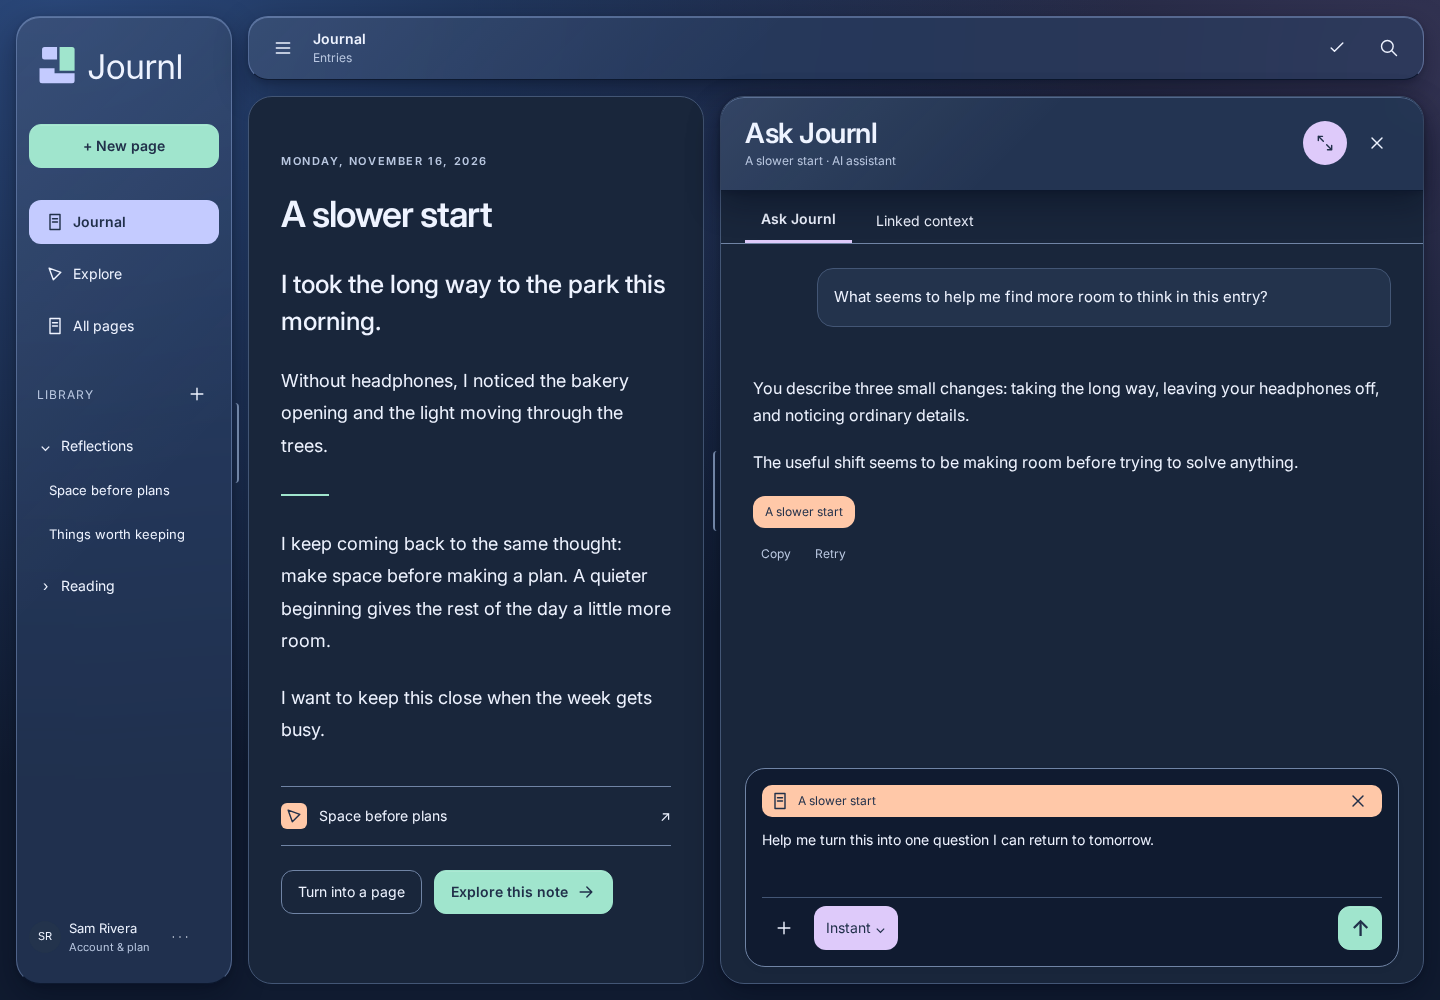 Journl
+ New page
Journal
Explore
All pages
LIBRARY
Reflections
Space before plans
Things worth keeping
Reading
SR
Sam Rivera
Account & plan
Journal
Entries
MONDAY, NOVEMBER 16, 2026
A slower start
I took the long way to the park this
morning.
Without headphones, I noticed the bakery
opening and the light moving through the
trees.
I keep coming back to the same thought:
make space before making a plan. A quieter
beginning gives the rest of the day a little more
room.
I want to keep this close when the week gets
busy.
Space before plans
Turn into a page
Explore this note
Ask Journl
A slower start · AI assistant
Ask Journl
Linked context
What seems to help me find more room to think in this entry?
You describe three small changes: taking the long way, leaving your headphones off,
and noticing ordinary details.
The useful shift seems to be making room before trying to solve anything.
A slower start
Copy
Retry
A slower start
Help me turn this into one question I can return to tomorrow.
Instant